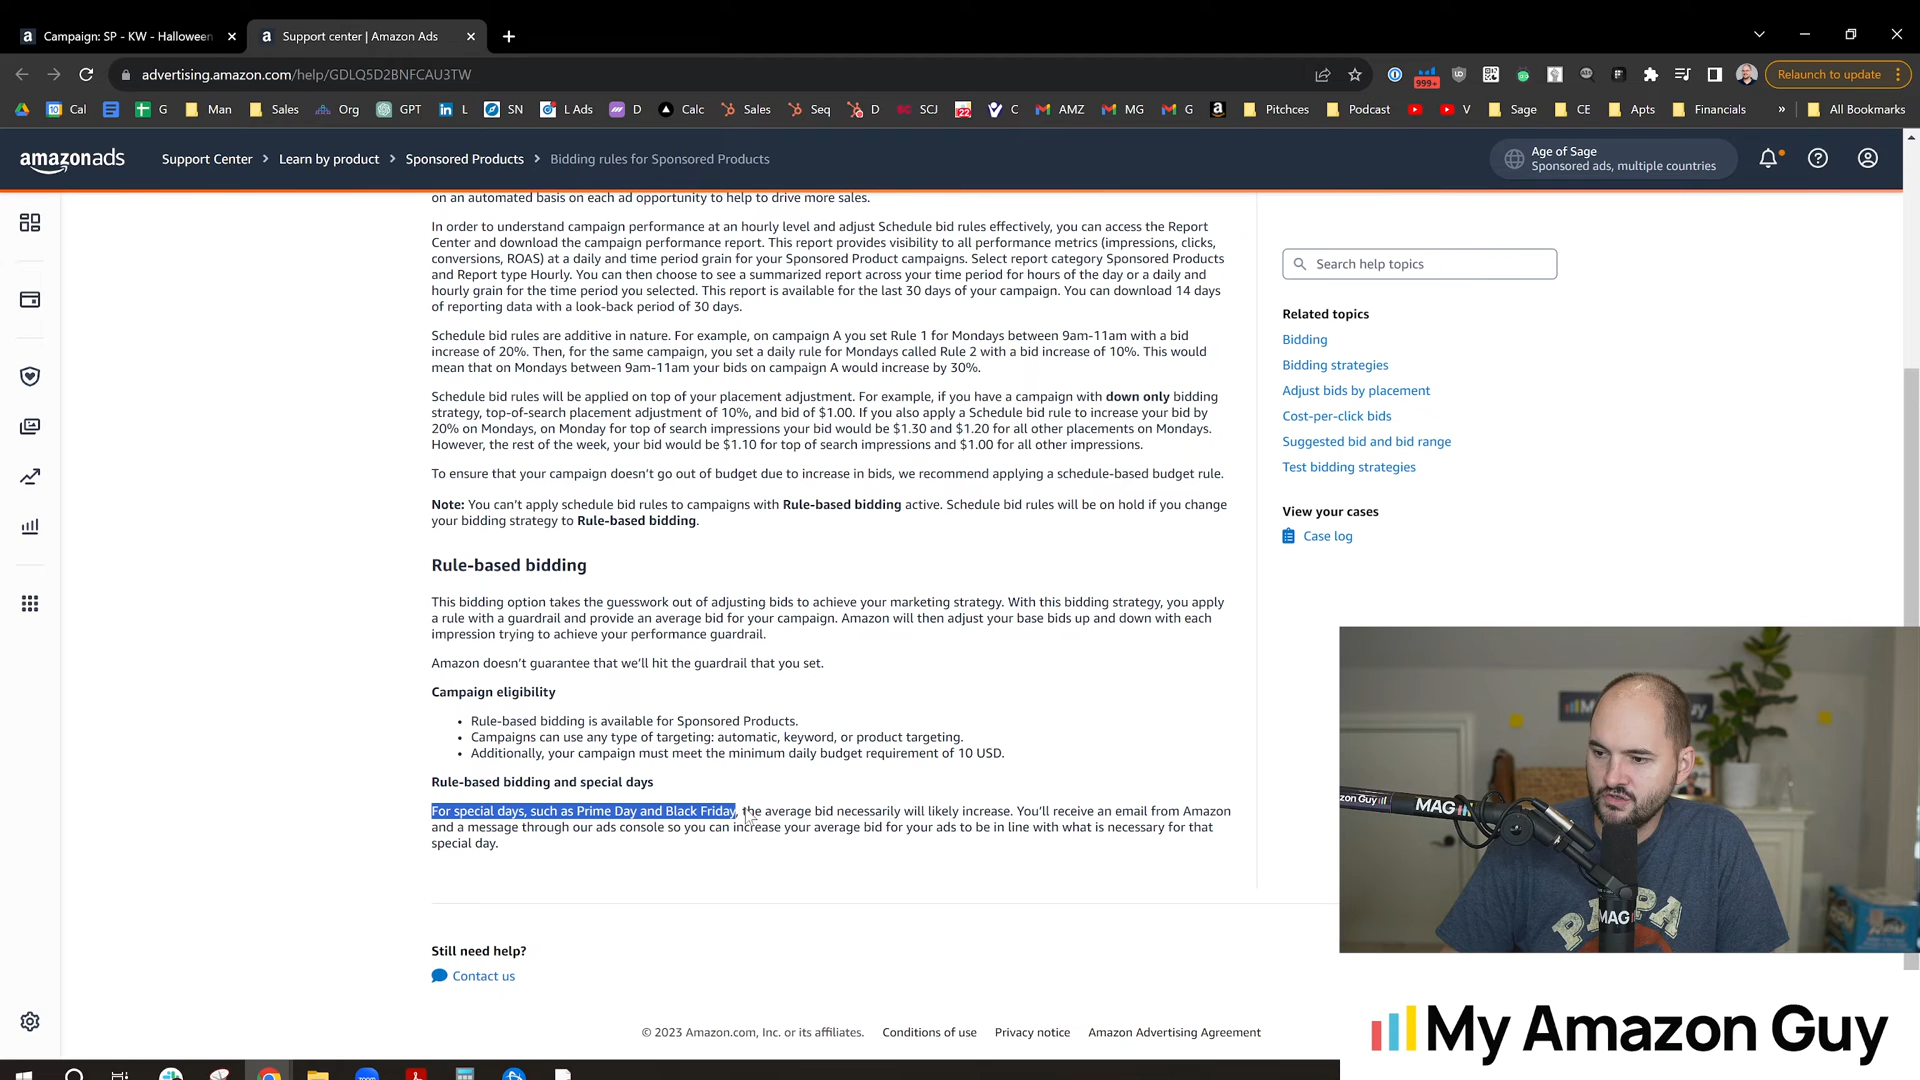 Campaign: SP - KW - Halloween
Support center | Amazon Ads
advertising.amazon.com/help/GDLQ5D2BNFCAU3TW
999+
Relaunch to update
Cal
G
Man
Sales
Org
GPT
L
SN
L Ads
D
Calc
Sales
Seq
D
SCJ
C
AMZ
MG
G
Pitchces
Podcast
V
Sage
CE
Apts
Financials
»
All Bookmarks
amazonads
Support Center > Learn by product > Sponsored Products > Bidding rules for Sponsored Products
Age of Sage
Sponsored ads, multiple countries
on an automated basis on each ad opportunity to help to drive more sales.
In order to understand campaign performance at an hourly level and adjust Schedule bid rules effectively, you can access the Report
Center and download the campaign performance report. This report provides visibility to all performance metrics (impressions, clicks,
conversions, ROAS) at a daily and time period grain for your Sponsored Product campaigns. Select report category Sponsored Products
and Report type Hourly. You can then choose to see a summarized report across your time period for hours of the day or a daily and
hourly grain for the time period you selected. This report is available for the last 30 days of your campaign. You can download 14 days
of reporting data with a look-back period of 30 days.
Schedule bid rules are additive in nature. For example, on campaign A you set Rule 1 for Mondays between 9am-11am with a bid
increase of 20%. Then, for the same campaign, you set a daily rule for Mondays called Rule 2 with a bid increase of 10%. This would
mean that on Mondays between 9am-11am your bids on campaign A would increase by 30%.
Schedule bid rules will be applied on top of your placement adjustment. For example, if you have a campaign with down only bidding
strategy, top-of-search placement adjustment of 10%, and bid of $1.00. If you also apply a Schedule bid rule to increase your bid by
20% on Mondays, on Monday for top of search impressions your bid would be $1.30 and $1.20 for all other placements on Mondays.
However, the rest of the week, your bid would be $1.10 for top of search impressions and $1.00 for all other impressions.
To ensure that your campaign doesn't go out of budget due to increase in bids, we recommend applying a schedule-based budget rule.
Note: You can't apply schedule bid rules to campaigns with Rule-based bidding active. Schedule bid rules will be on hold if you change
your bidding strategy to Rule-based bidding.
Rule-based bidding
This bidding option takes the guesswork out of adjusting bids to achieve your marketing strategy. With this bidding strategy, you apply
a rule with a guardrail and provide an average bid for your campaign. Amazon will then adjust your base bids up and down with each
impression trying to achieve your performance guardrail.
Amazon doesn't guarantee that we'll hit the guardrail that you set.
Campaign eligibility
• Rule-based bidding is available for Sponsored Products.
• Campaigns can use any type of targeting: automatic, keyword, or product targeting.
• Additionally, your campaign must meet the minimum daily budget requirement of 10 USD.
Rule-based bidding and special days
For special days, such as Prime Day and Black Friday, the average bid necessarily will likely increase. You'll receive an email from Amazon
and a message through our ads console so you can increase your average bid for your ads to be in line with what is necessary for that
special day.
Still need help?
Contact us
© 2023 Amazon.com, Inc. or its affiliates.
Conditions of use
Privacy notice
Amazon Advertising Agreement
Search help topics
Related topics
Bidding
Bidding strategies
Adjust bids by placement
Cost-per-click bids
Suggested bid and bid range
Test bidding strategies
View your cases
Case log
zon Guy
MAG
PAPA
MAG
My Amazon Guy